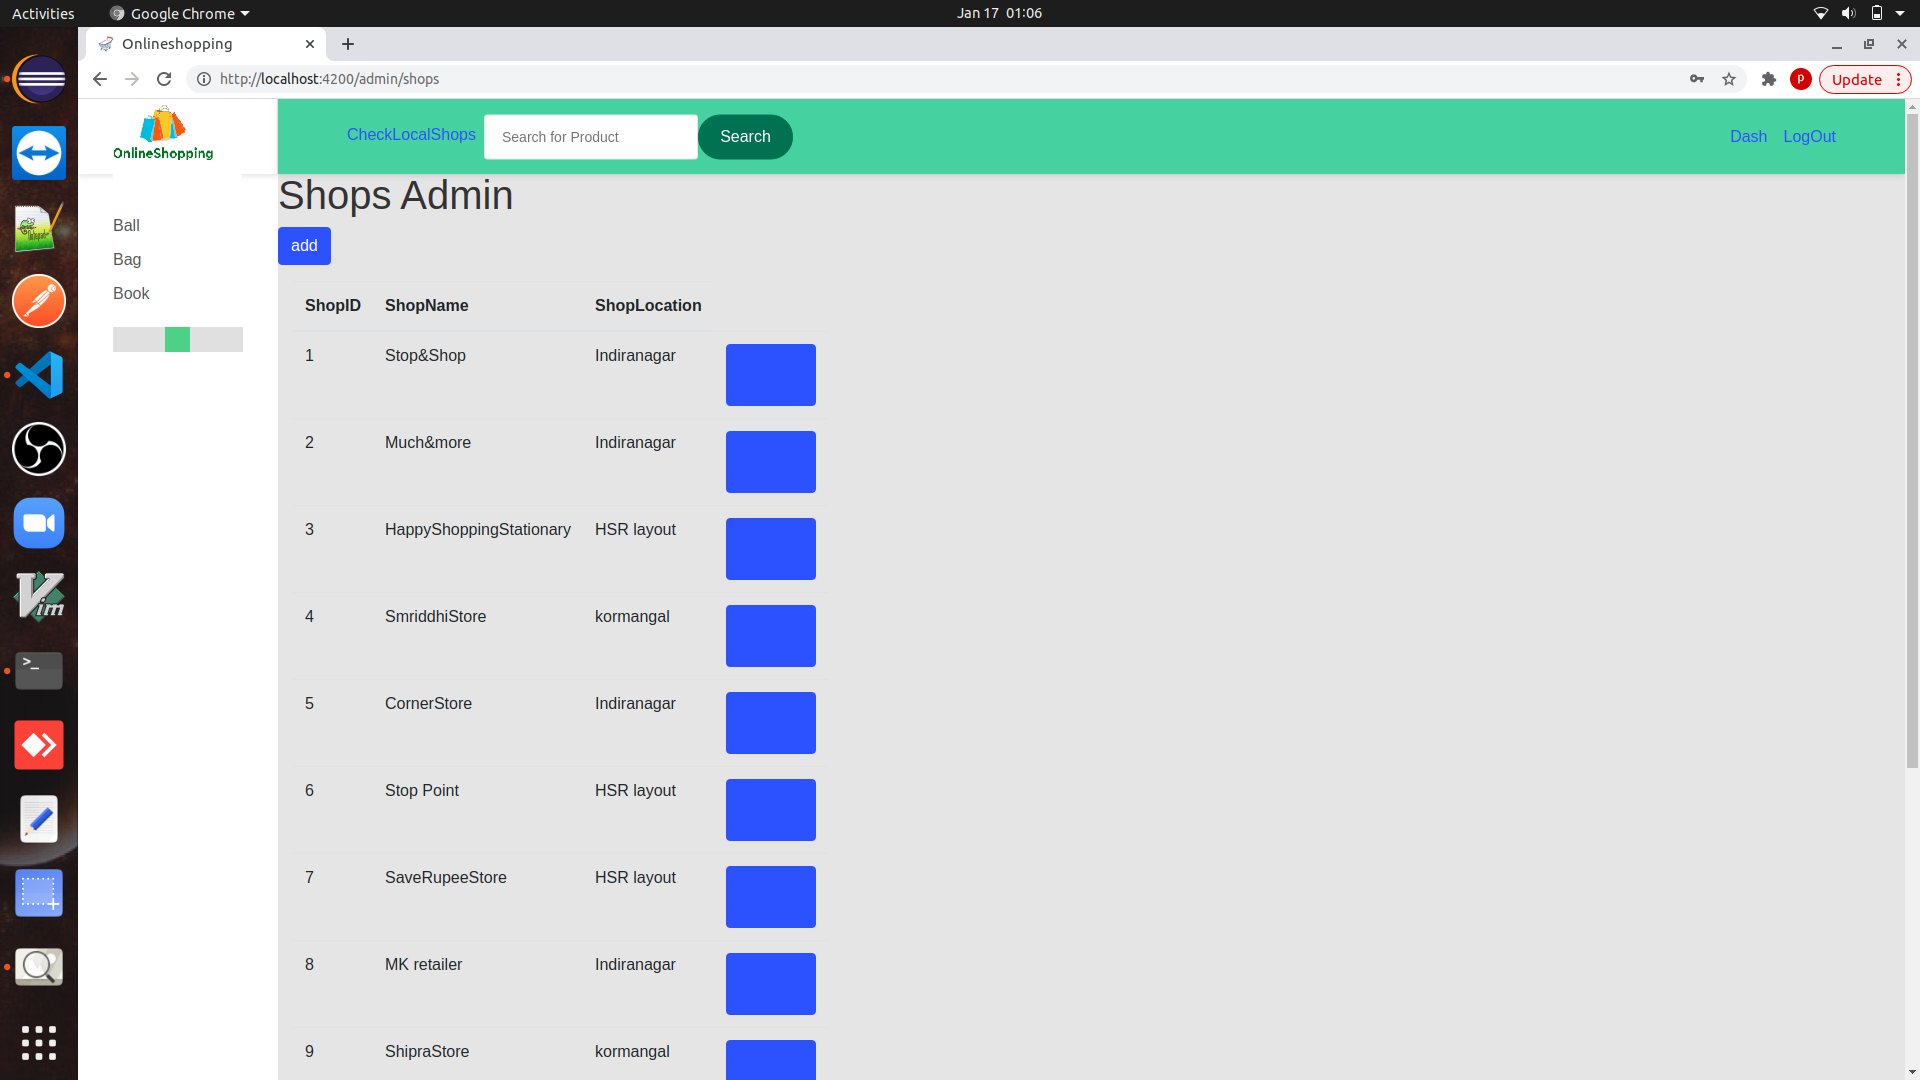 Activities Google Chrome Jan 17 01:06
Onlineshopping
http://localhost:4200/admin/shops
P
Update
OnlineShopping
CheckLocalShops Search for Product Search Dash LogOut
Ball
Bag
Book
Shops Admin
add
ShopID ShopName ShopLocation
1 Stop&Shop Indiranagar
2 Much&more Indiranagar
3 HappyShoppingStationary HSR layout
4 SmriddhiStore kormangal
5 CornerStore Indiranagar
6 Stop Point HSR layout
7 SaveRupeeStore HSR layout
8 MK retailer Indiranagar
9 ShipraStore kormangal
Vim
>_